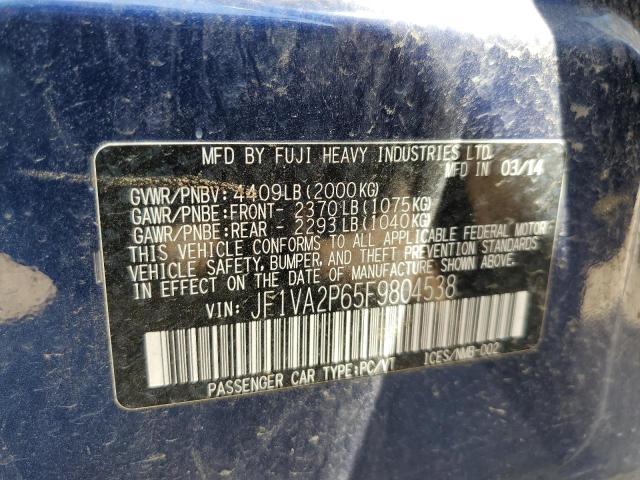 MFD BY FUJI HEAVY INDUSTRIES LTD.
MFD IN 03/14
GVWR/PNBV: 4409LB (2000KG)
GAWR/PNBE:FRONT- 2370LB (1075KG)
GAWR/PNBE:REAR - 2293LB (1040KG)
THIS VEHICLE CONFORMS TO ALL APPLICABLE FEDERAL MOTOR
VEHICLE SAFETY, BUMPER, AND THEFT PREVENTION STANDARDS
IN EFFECT ON THE DATE OF MANUFACTURE SHOWN ABOVE.
VIN: JF1VA2P65F9804538
PASSENGER CAR TYPE:PC/VT ICES/NMB-002